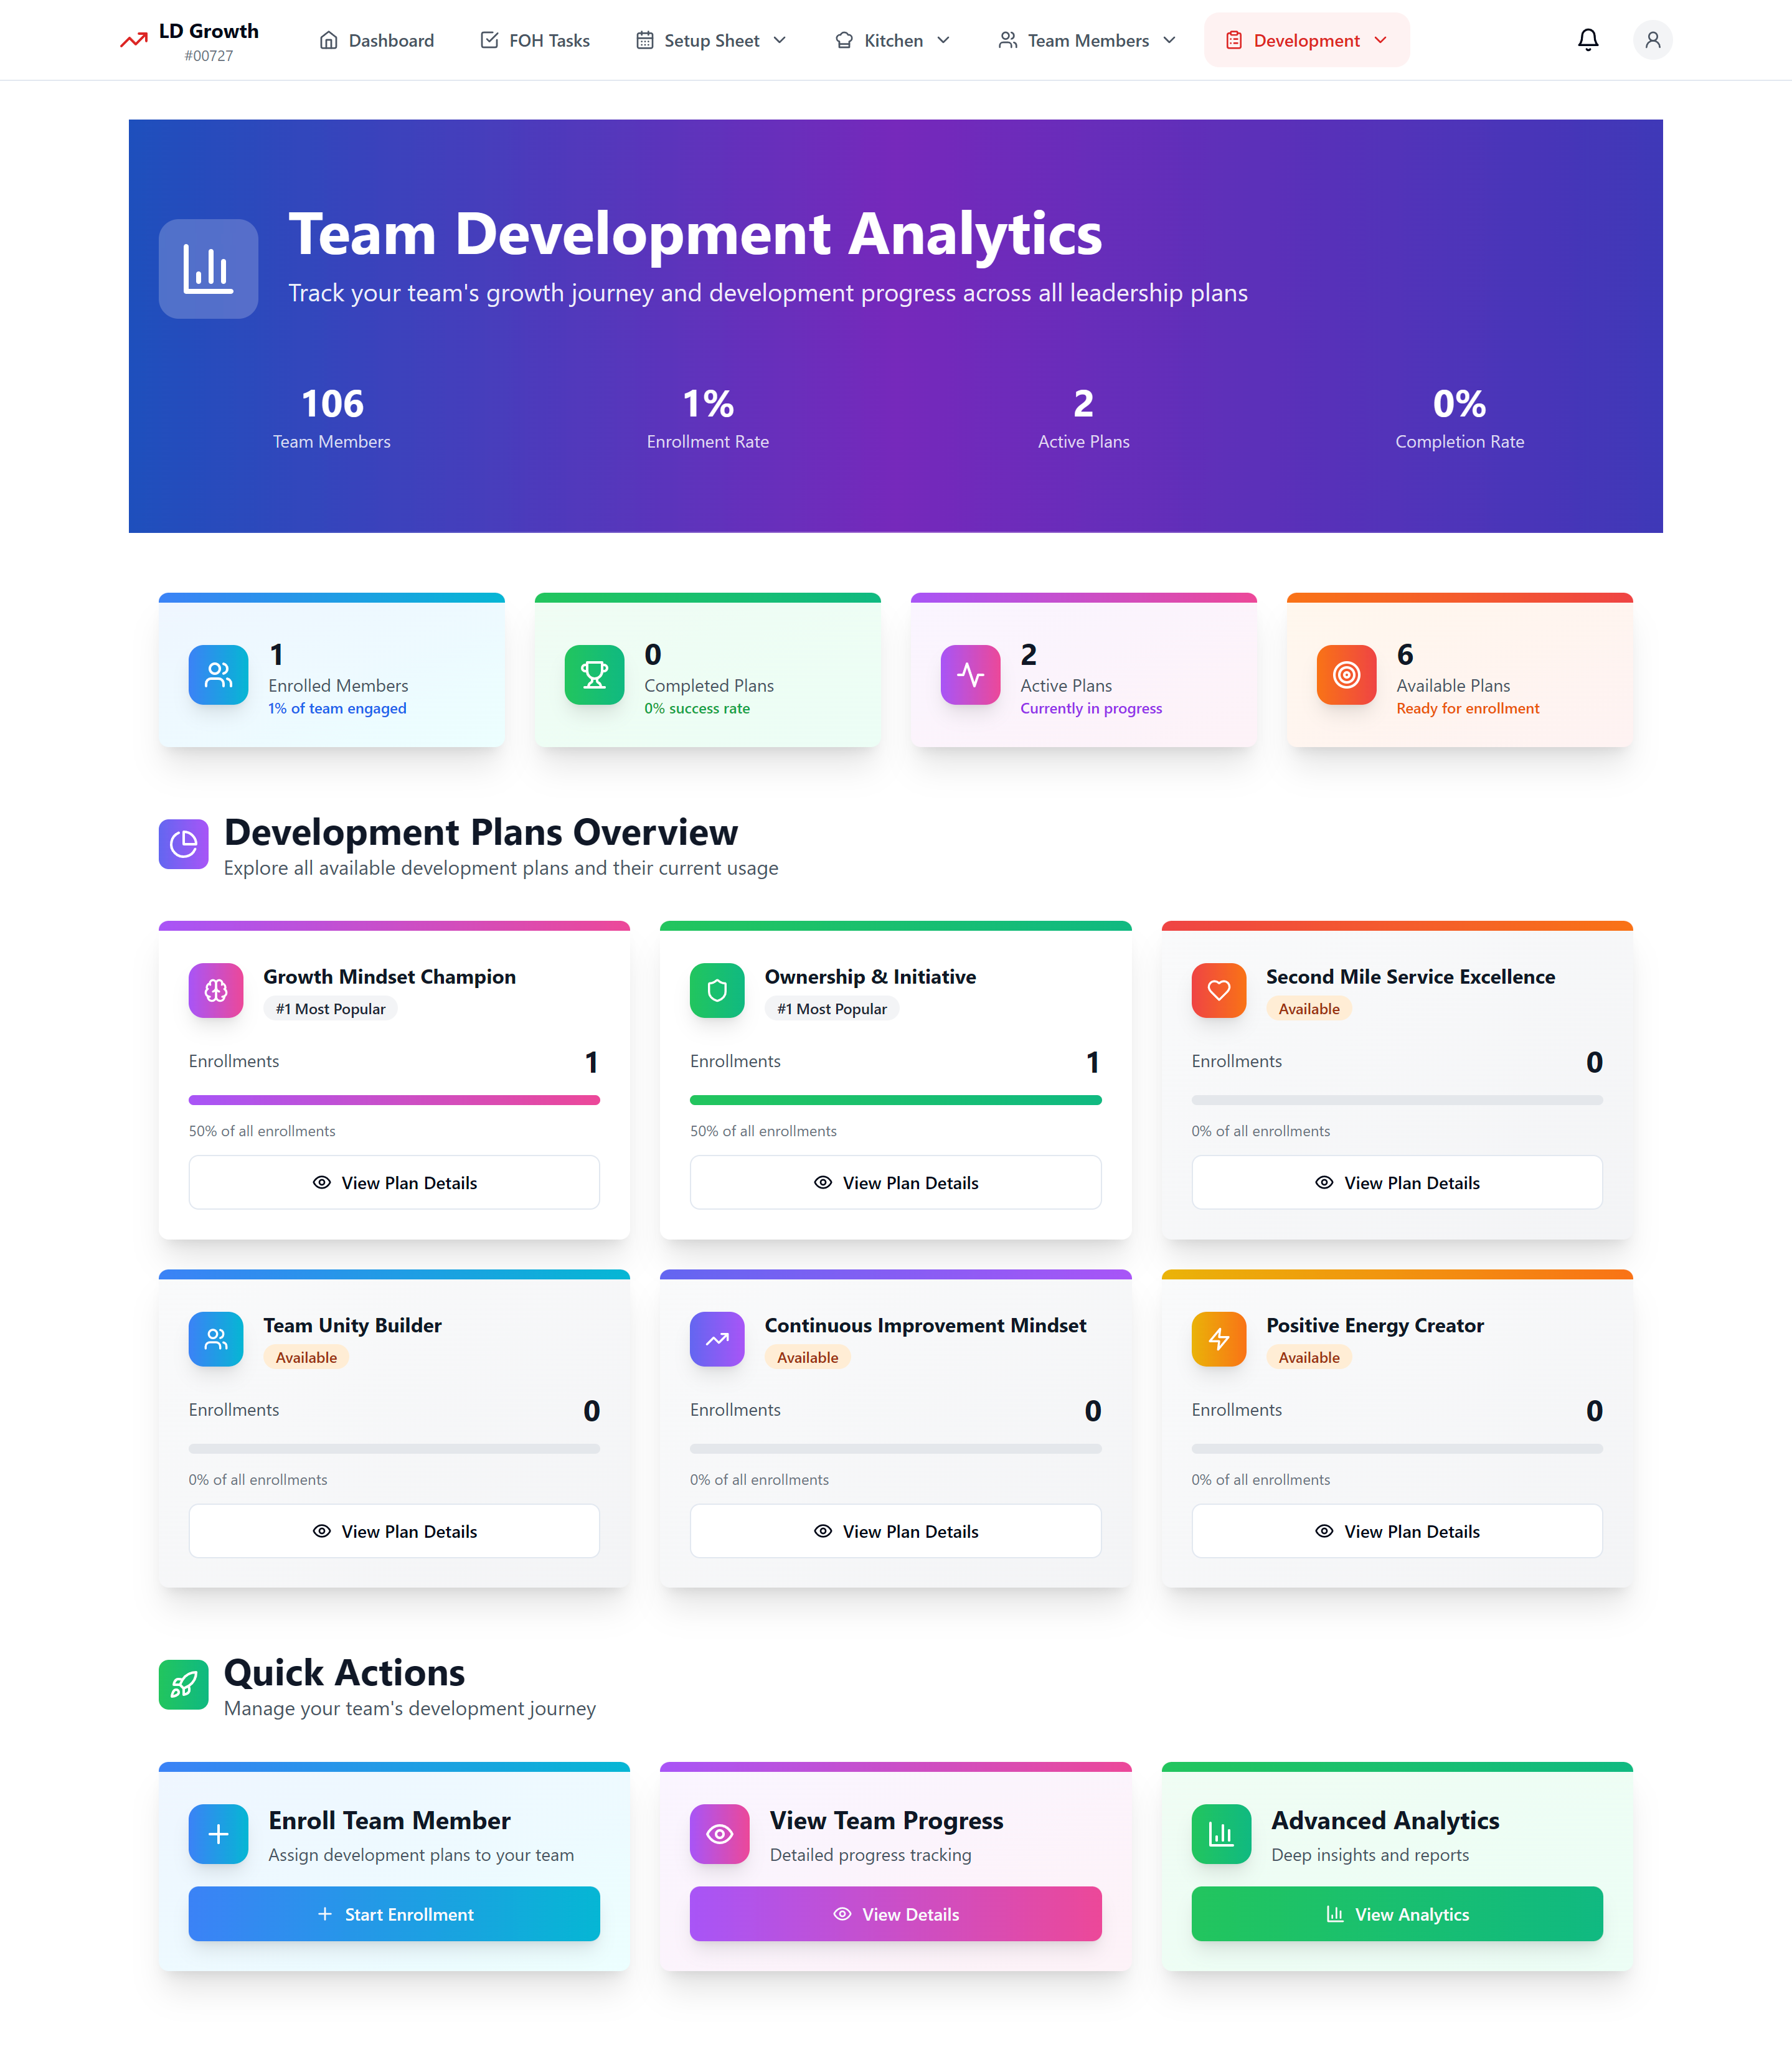 LD Growth
#00727
Dashboard
FOH Tasks
Setup Sheet
Kitchen
Team Members
Development
Team Development Analytics
Track your team's growth journey and development progress across all leadership plans
106
Team Members
1%
Enrollment Rate
2
Active Plans
0%
Completion Rate
1
Enrolled Members
1% of team engaged
0
Completed Plans
0% success rate
2
Active Plans
Currently in progress
6
Available Plans
Ready for enrollment
Development Plans Overview
Explore all available development plans and their current usage
Growth Mindset Champion
#1 Most Popular
Enrollments 1
50% of all enrollments
View Plan Details
Ownership & Initiative
#1 Most Popular
Enrollments 1
50% of all enrollments
View Plan Details
Second Mile Service Excellence
Available
Enrollments 0
0% of all enrollments
View Plan Details
Team Unity Builder
Available
Enrollments 0
0% of all enrollments
View Plan Details
Continuous Improvement Mindset
Available
Enrollments 0
0% of all enrollments
View Plan Details
Positive Energy Creator
Available
Enrollments 0
0% of all enrollments
View Plan Details
Quick Actions
Manage your team's development journey
Enroll Team Member
Assign development plans to your team
Start Enrollment
View Team Progress
Detailed progress tracking
View Details
Advanced Analytics
Deep insights and reports
View Analytics